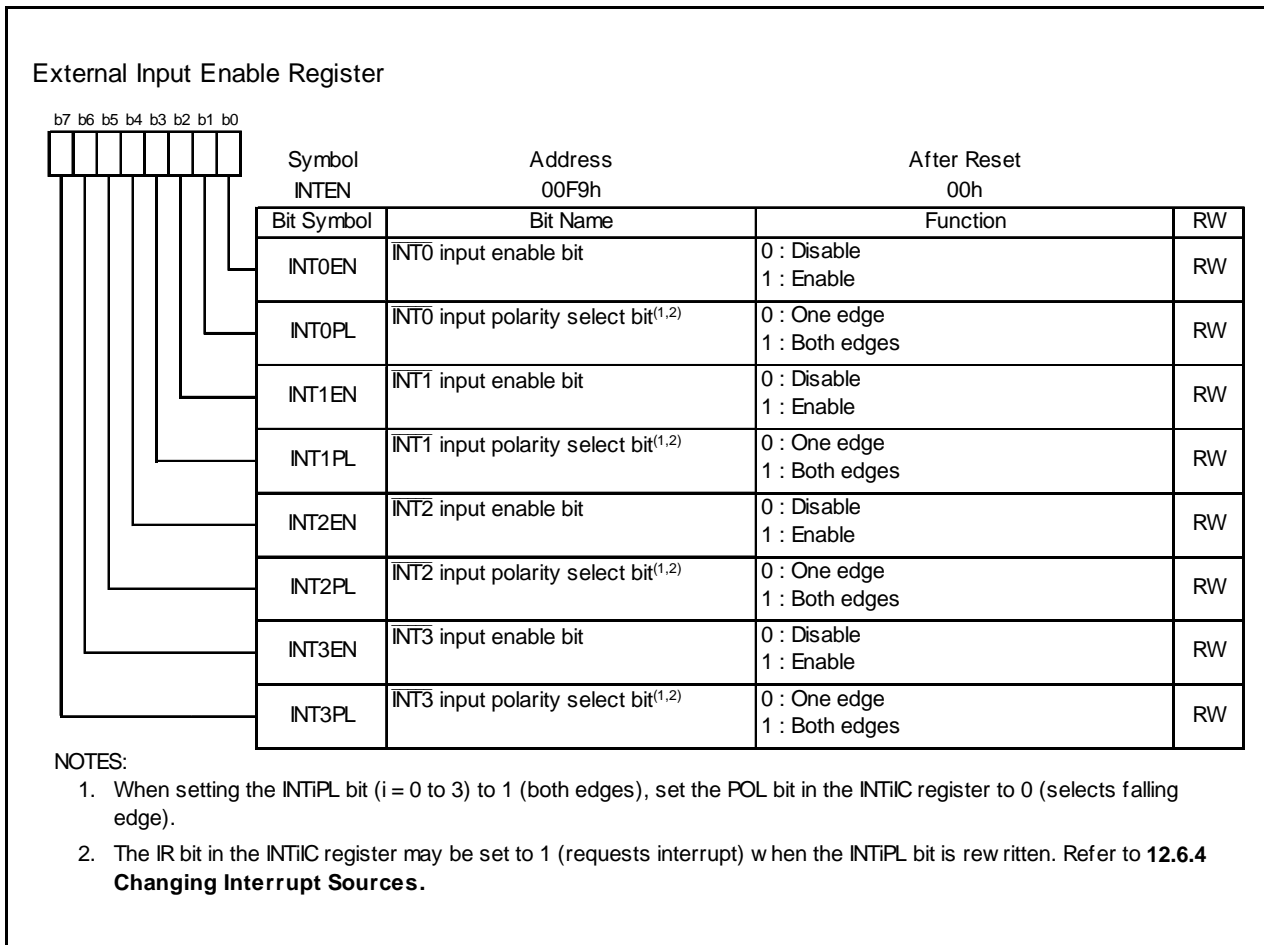 External Input Enable Register
b7 b6 b5 b4 b3 b2 b1 b0
Symbol Address After Reset
INTEN 00F9h 00h
Bit Symbol Bit Name Function RW
INT0EN I̅N̅T̅0̅ input enable bit 0 : Disable
1 : Enable RW
INT0PL I̅N̅T̅0̅ input polarity select bit(1,2) 0 : One edge
1 : Both edges RW
INT1EN I̅N̅T̅1̅ input enable bit 0 : Disable
1 : Enable RW
INT1PL I̅N̅T̅1̅ input polarity select bit(1,2) 0 : One edge
1 : Both edges RW
INT2EN I̅N̅T̅2̅ input enable bit 0 : Disable
1 : Enable RW
INT2PL I̅N̅T̅2̅ input polarity select bit(1,2) 0 : One edge
1 : Both edges RW
INT3EN I̅N̅T̅3̅ input enable bit 0 : Disable
1 : Enable RW
INT3PL I̅N̅T̅3̅ input polarity select bit(1,2) 0 : One edge
1 : Both edges RW
NOTES:
1. When setting the INTiPL bit (i = 0 to 3) to 1 (both edges), set the POL bit in the INTiIC register to 0 (selects falling
edge).
2. The IR bit in the INTiIC register may be set to 1 (requests interrupt) when the INTiPL bit is rewritten. Refer to 12.6.4
Changing Interrupt Sources.